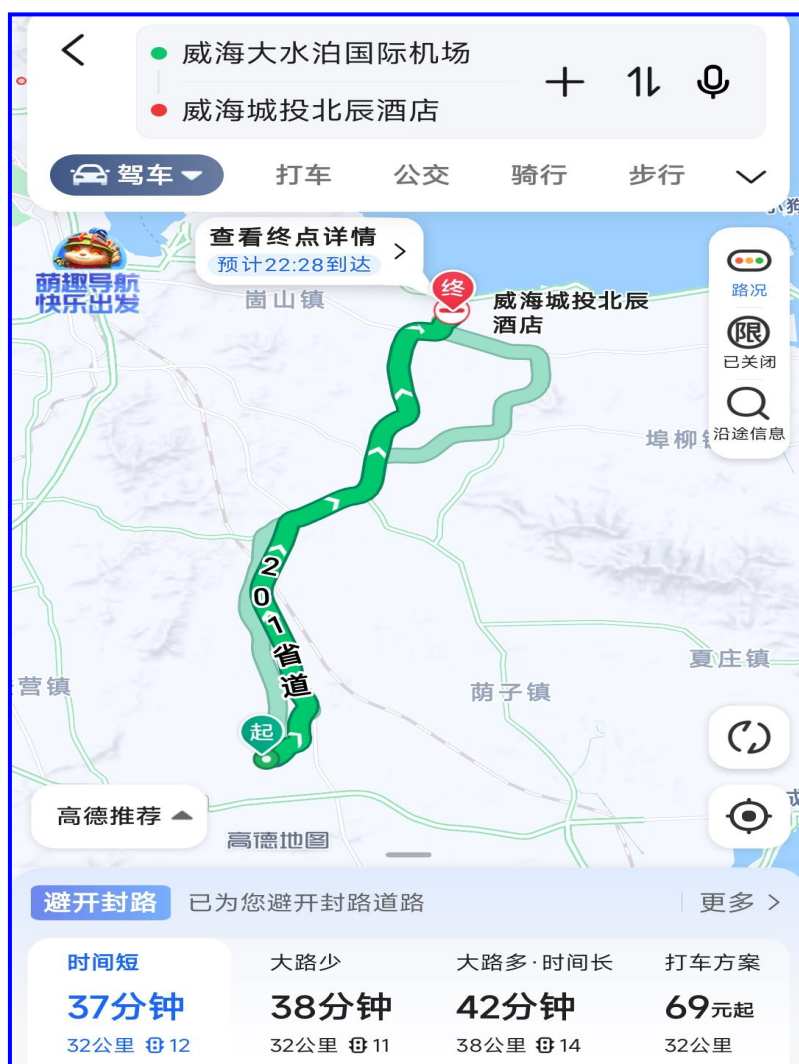 威海大水泊国际机场
威海城投北辰酒店
驾车 打车 公交 骑行 步行
查看终点详情
预计22:28到达
萌趣导航
快乐出发
崮山镇
终
威海城投北辰
酒店
路况
限
已关闭
沿途信息
埠柳
201省道
夏庄镇
营镇
荫子镇
起
高德推荐
高德地图
避开封路 已为您避开封路道路 更多
时间短 大路少 大路多·时间长 打车方案
37分钟 38分钟 42分钟 69元起
32公里 12 32公里 11 38公里 14 32公里